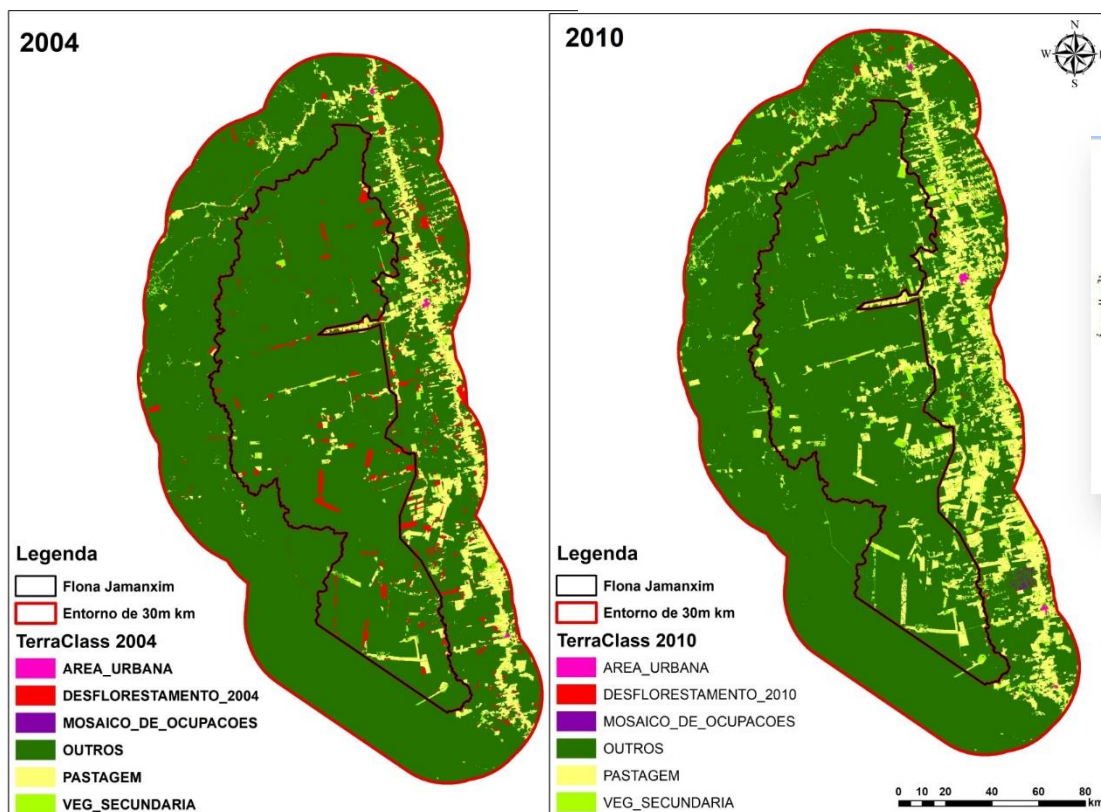 2004
Legenda
Flona Jamanxim
Entorno de 30m km
TerraClass 2004
AREA_URBANA
DESFLORESTAMENTO_2004
MOSAICO_DE_OCUPACOES
OUTROS
PASTAGEM
VEG_SECUNDARIA
2010
N
W
S
Legenda
Flona Jamanxim
Entorno de 30m km
TerraClass 2010
AREA_URBANA
DESFLORESTAMENTO_2010
MOSAICO_DE_OCUPACOES
OUTROS
PASTAGEM
VEG_SECUNDARIA
0 10 20 40 60 80
km